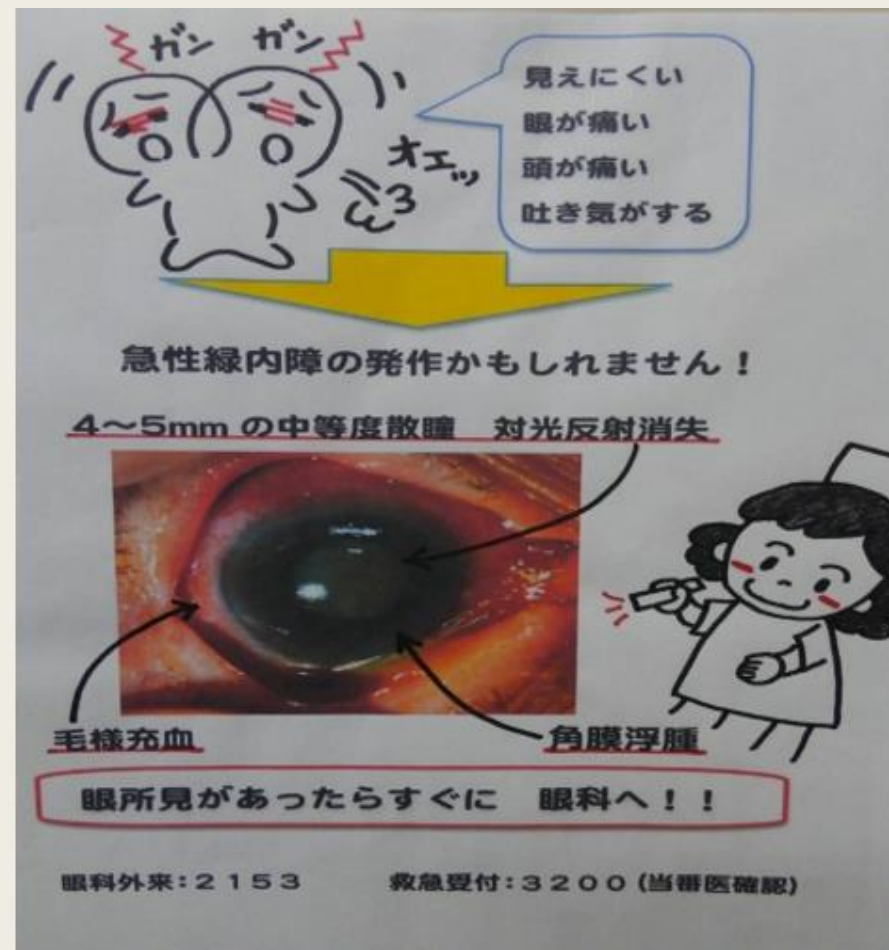 ガン ガン
オエッ
見えにくい
眼が痛い
頭が痛い
吐き気がする
急性緑内障の発作かもしれません！
4～5mmの中等度散瞳 対光反射消失
毛様充血
角膜浮腫
眼所見があったらすぐに 眼科へ！！
眼科外来：２１５３ 救急受付：３２００（当番医確認）